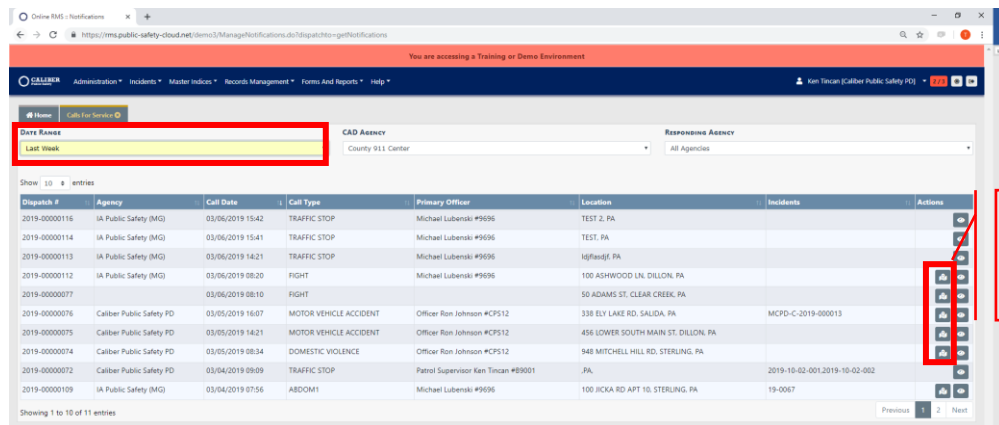 Online RMS :: Notifications
https://rms.public-safety-cloud.net/demo3/ManageNotifications.do?dispatchto=getNotifications
You are accessing a Training or Demo Environment
CALIBER Administration Incidents Master Indices Records Management Forms And Reports Help Ken Tincan [Caliber Public Safety PD] 2/3
Home Calls For Service
DATE RANGE CAD AGENCY RESPONDING AGENCY
Last Week County 911 Center All Agencies
Show 10 entries
Dispatch # Agency Call Date Call Type Primary Officer Location Incidents Actions
2019-00000116 IA Public Safety (MG) 03/06/2019 15:42 TRAFFIC STOP Michael Lubenski #9696 TEST 2, PA
2019-00000114 IA Public Safety (MG) 03/06/2019 15:41 TRAFFIC STOP Michael Lubenski #9696 TEST, PA
2019-00000113 IA Public Safety (MG) 03/06/2019 14:21 TRAFFIC STOP Michael Lubenski #9696 ldjflasdjf, PA
2019-00000112 IA Public Safety (MG) 03/06/2019 08:20 FIGHT Michael Lubenski #9696 100 ASHWOOD LN, DILLON, PA
2019-00000077 03/06/2019 08:10 FIGHT 50 ADAMS ST, CLEAR CREEK, PA
2019-00000076 Caliber Public Safety PD 03/05/2019 16:07 MOTOR VEHICLE ACCIDENT Officer Ron Johnson #CPS12 338 ELY LAKE RD, SALIDA, PA MCPD-C-2019-000013
2019-00000075 Caliber Public Safety PD 03/05/2019 14:21 MOTOR VEHICLE ACCIDENT Officer Ron Johnson #CPS12 456 LOWER SOUTH MAIN ST, DILLON, PA
2019-00000074 Caliber Public Safety PD 03/05/2019 08:34 DOMESTIC VIOLENCE Officer Ron Johnson #CPS12 948 MITCHELL HILL RD, STERLING, PA
2019-00000072 Caliber Public Safety PD 03/04/2019 09:09 TRAFFIC STOP Patrol Supervisor Ken Tincan #89001 ,PA, 2019-10-02-001,2019-10-02-002
2019-00000109 IA Public Safety (MG) 03/04/2019 07:56 ABDOM1 Michael Lubenski #9696 100 JICKA RD APT 10, STERLING, PA 19-0067
Showing 1 to 10 of 11 entries Previous 1 2 Next